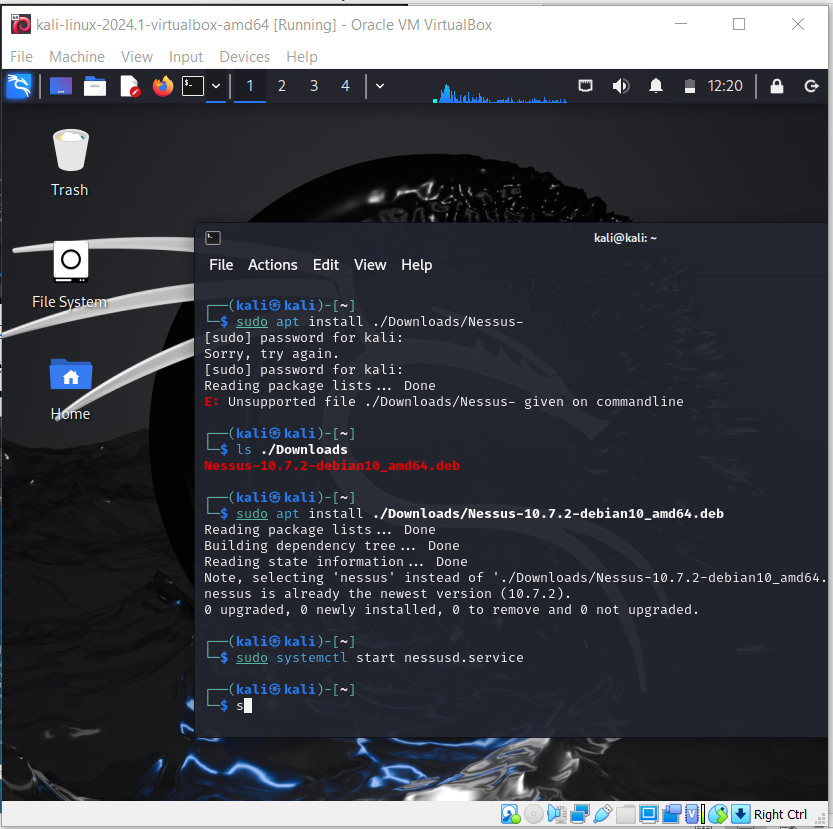 kali-linux-2024.1-virtualbox-amd64 [Running] - Oracle VM VirtualBox
File Machine View Input Devices Help
1 2 3 4 12:20
Trash
File System
Home
kali@kali: ~
File Actions Edit View Help
┌──(kali㉿kali)-[~]
└─$ sudo apt install ./Downloads/Nessus-
[sudo] password for kali:
Sorry, try again.
[sudo] password for kali:
Reading package lists... Done
E: Unsupported file ./Downloads/Nessus- given on commandline
┌──(kali㉿kali)-[~]
└─$ ls ./Downloads
Nessus-10.7.2-debian10_amd64.deb
┌──(kali㉿kali)-[~]
└─$ sudo apt install ./Downloads/Nessus-10.7.2-debian10_amd64.deb
Reading package lists... Done
Building dependency tree... Done
Reading state information... Done
Note, selecting 'nessus' instead of './Downloads/Nessus-10.7.2-debian10_amd64.
nessus is already the newest version (10.7.2).
0 upgraded, 0 newly installed, 0 to remove and 0 not upgraded.
┌──(kali㉿kali)-[~]
└─$ sudo systemctl start nessusd.service
┌──(kali㉿kali)-[~]
└─$ s
Right Ctrl